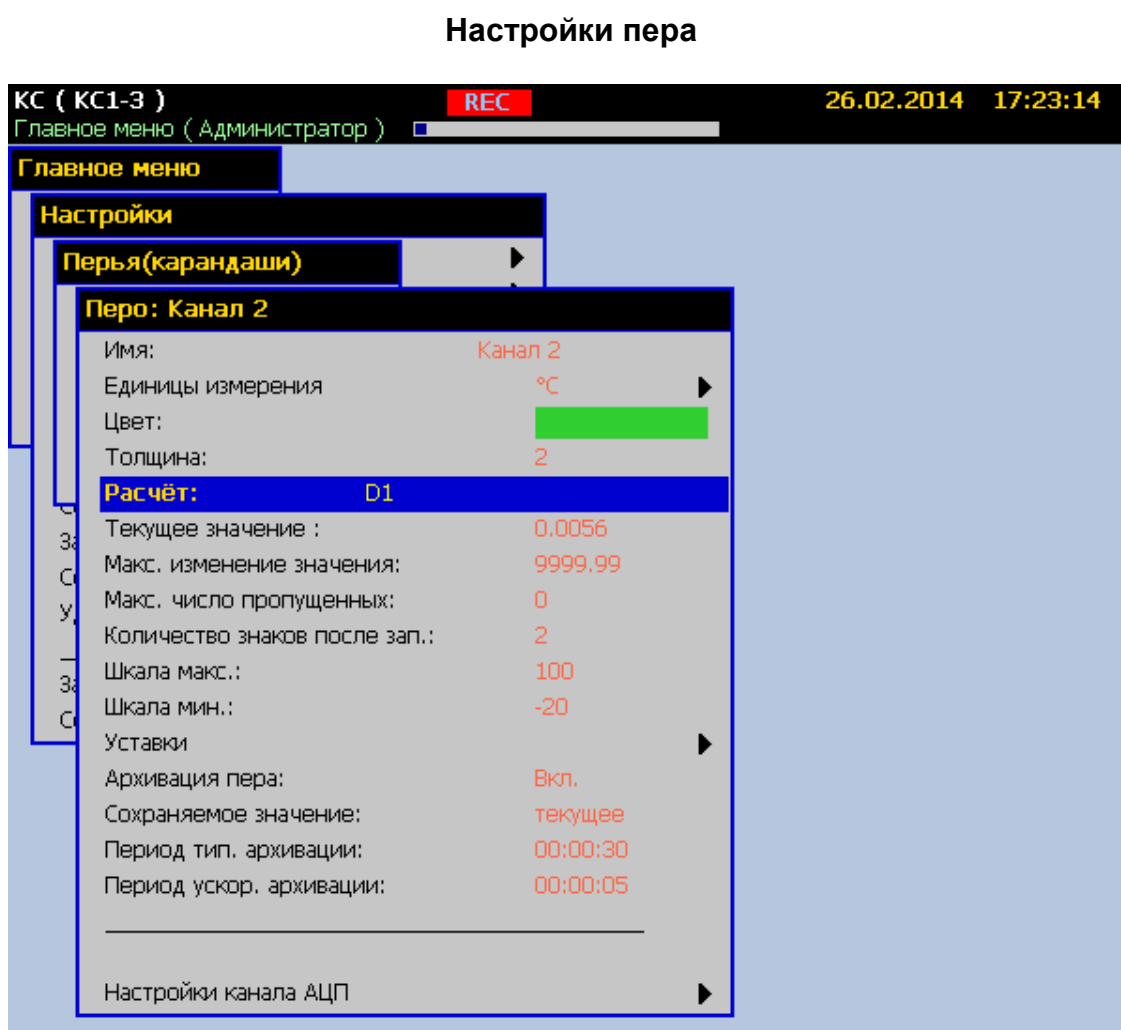 Настройки пера
КС ( КС1-3 ) REC 26.02.2014 17:23:14
Главное меню ( Администратор )
Главное меню
Настройки
Перья(карандаши)
Перо: Канал 2
Имя: Канал 2
Единицы измерения °C
Цвет:
Толщина: 2
Расчёт: D1
Текущее значение : 0.0056
Макс. изменение значения: 9999.99
Макс. число пропущенных: 0
Количество знаков после зап.: 2
Шкала макс.: 100
Шкала мин.: -20
Уставки
Архивация пера: Вкл.
Сохраняемое значение: текущее
Период тип. архивации: 00:00:30
Период ускор. архивации: 00:00:05
Настройки канала АЦП